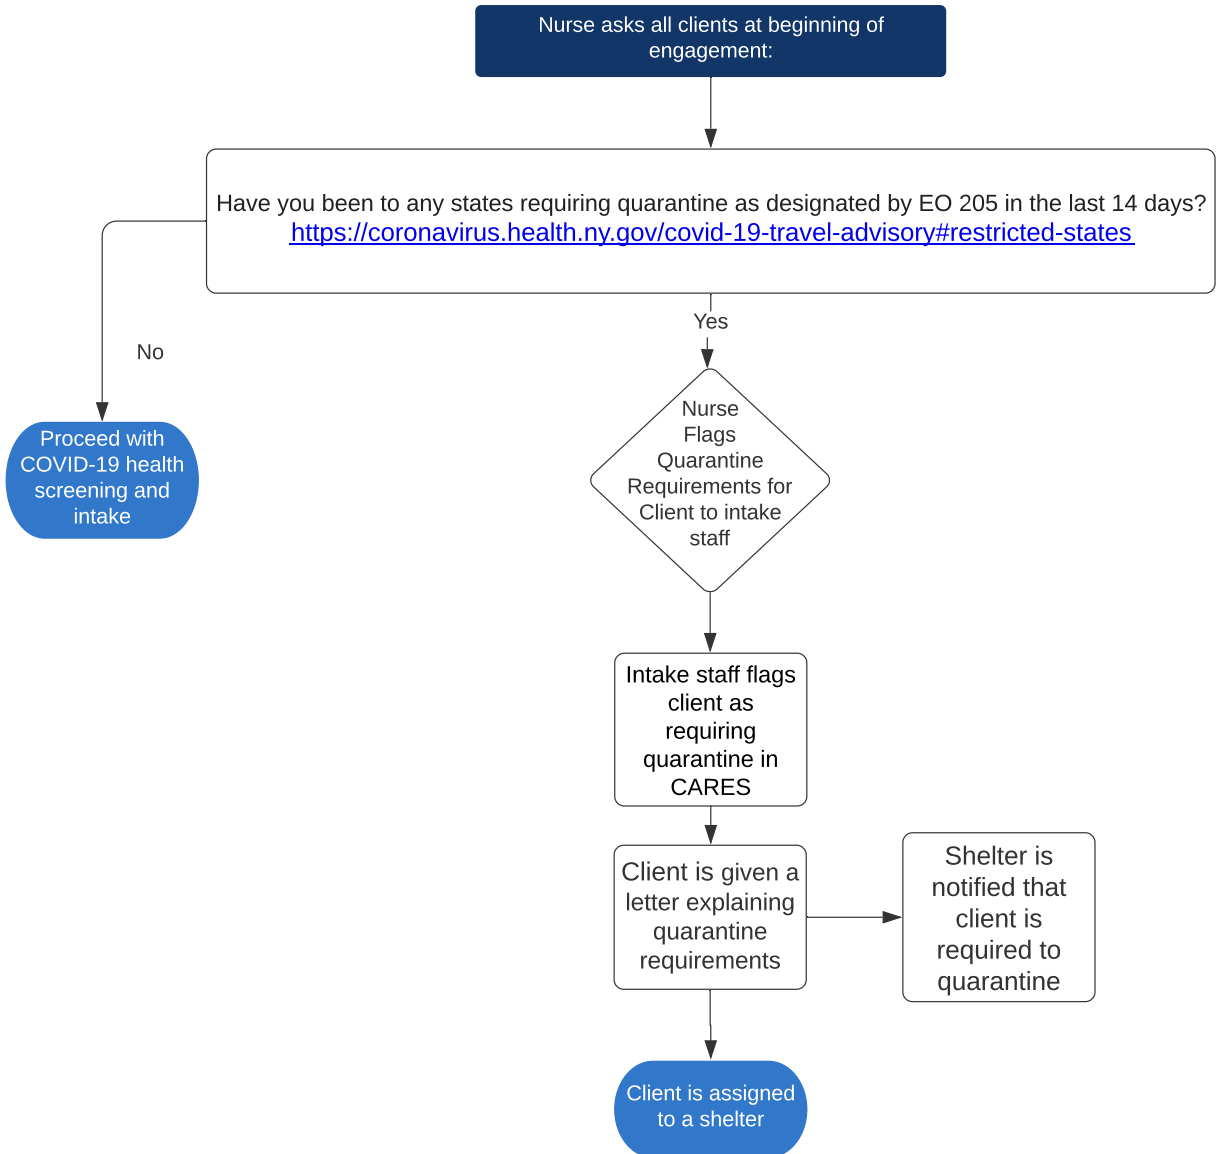 Nurse asks all clients at beginning of
engagement:
Have you been to any states requiring quarantine as designated by EO 205 in the last 14 days?
https://coronavirus.health.ny.gov/covid-19-travel-advisory#restricted-states
Yes
No
Proceed with
COVID-19 health
screening and
intake
Nurse
Flags
Quarantine
Requirements for
Client to intake
staff
Intake staff flags
client as
requiring
quarantine in
CARES
Client is given a
letter explaining
quarantine
requirements
Shelter is
notified that
client is
required to
quarantine
Client is assigned
to a shelter